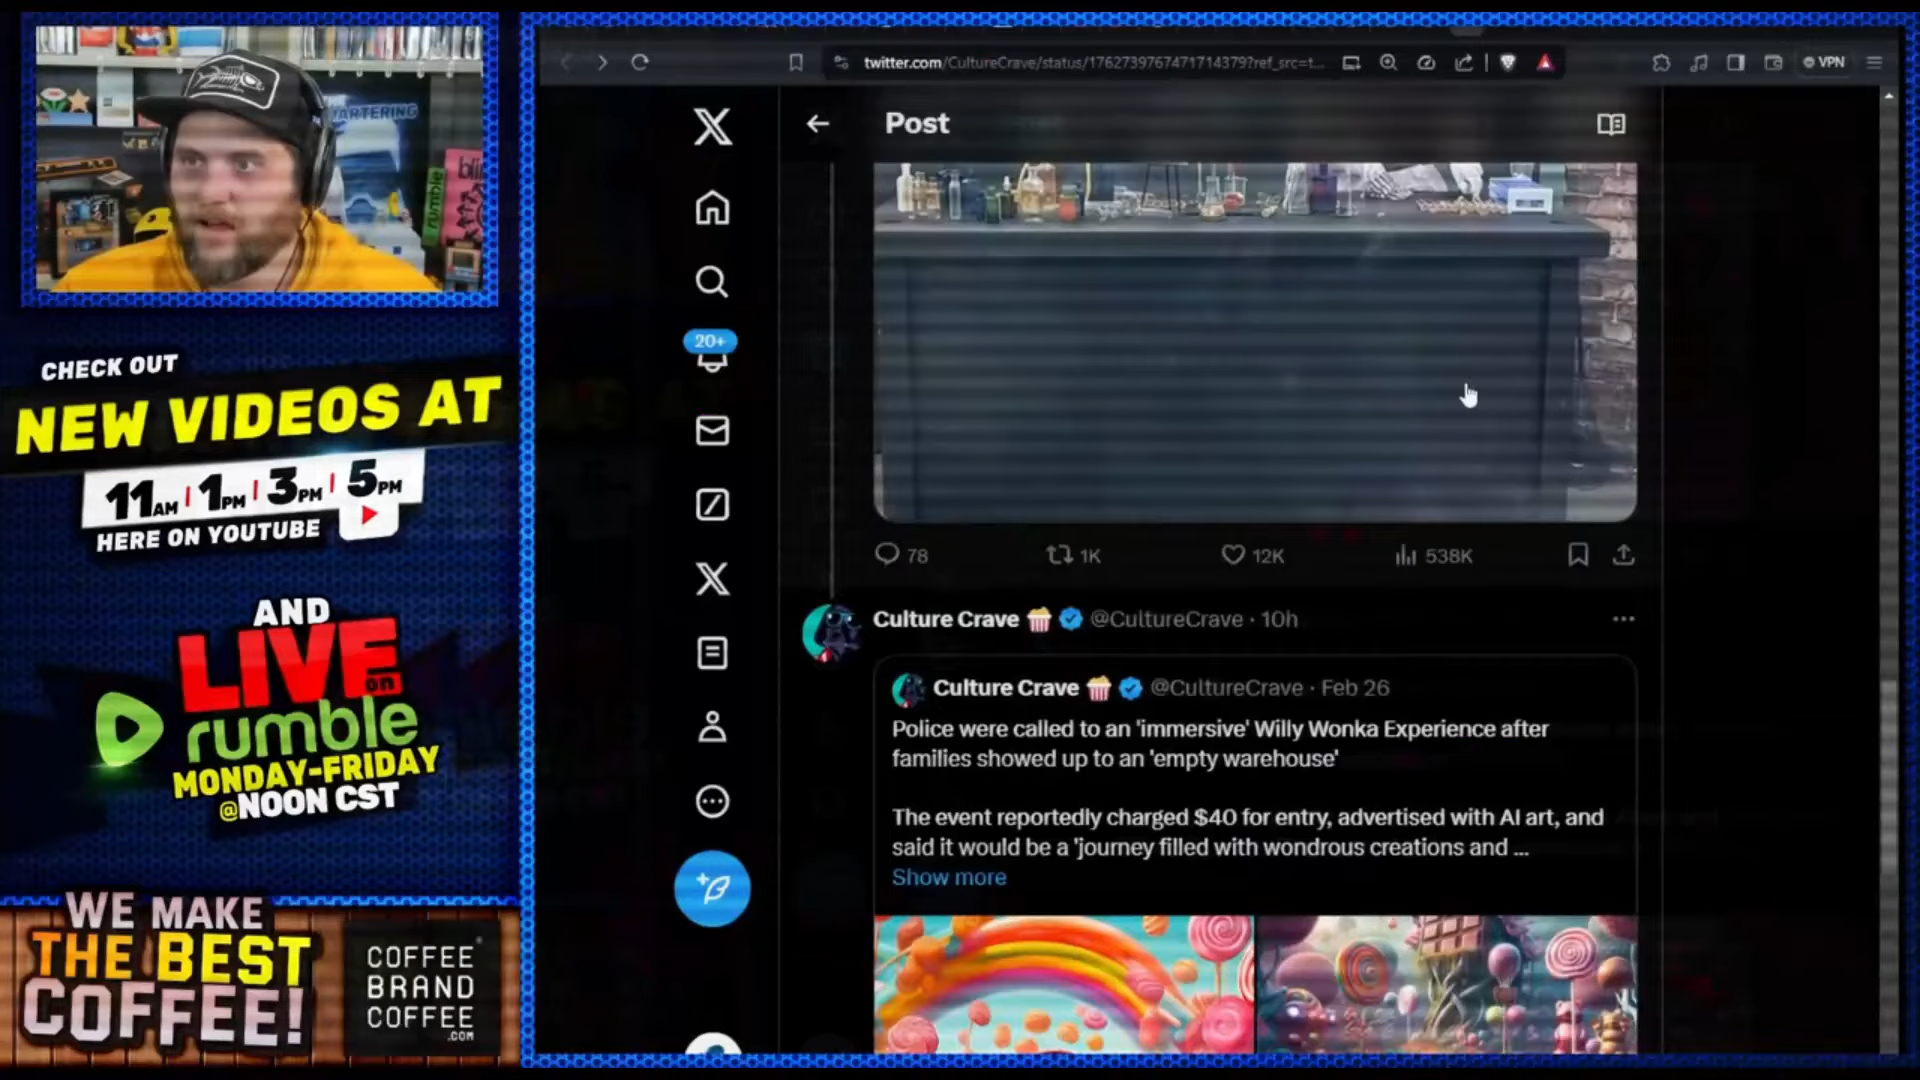 twitter.com/CultureCrave/status/1762739767471714379?ref_src=t...
VPN
Post
20+
78
1K
12K
538K
Culture Crave @CultureCrave · 10h
Culture Crave @CultureCrave · Feb 26
Police were called to an 'immersive' Willy Wonka Experience after
families showed up to an 'empty warehouse'
The event reportedly charged $40 for entry, advertised with AI art, and
said it would be a 'journey filled with wondrous creations and ...
Show more
rumble
CHECK OUT
NEW VIDEOS AT
11AM | 1PM | 3PM | 5PM
HERE ON YOUTUBE
AND
LIVE on
rumble
MONDAY-FRIDAY
@NOON CST
WE MAKE
THE BEST
COFFEE!
COFFEE
BRAND
COFFEE
.COM